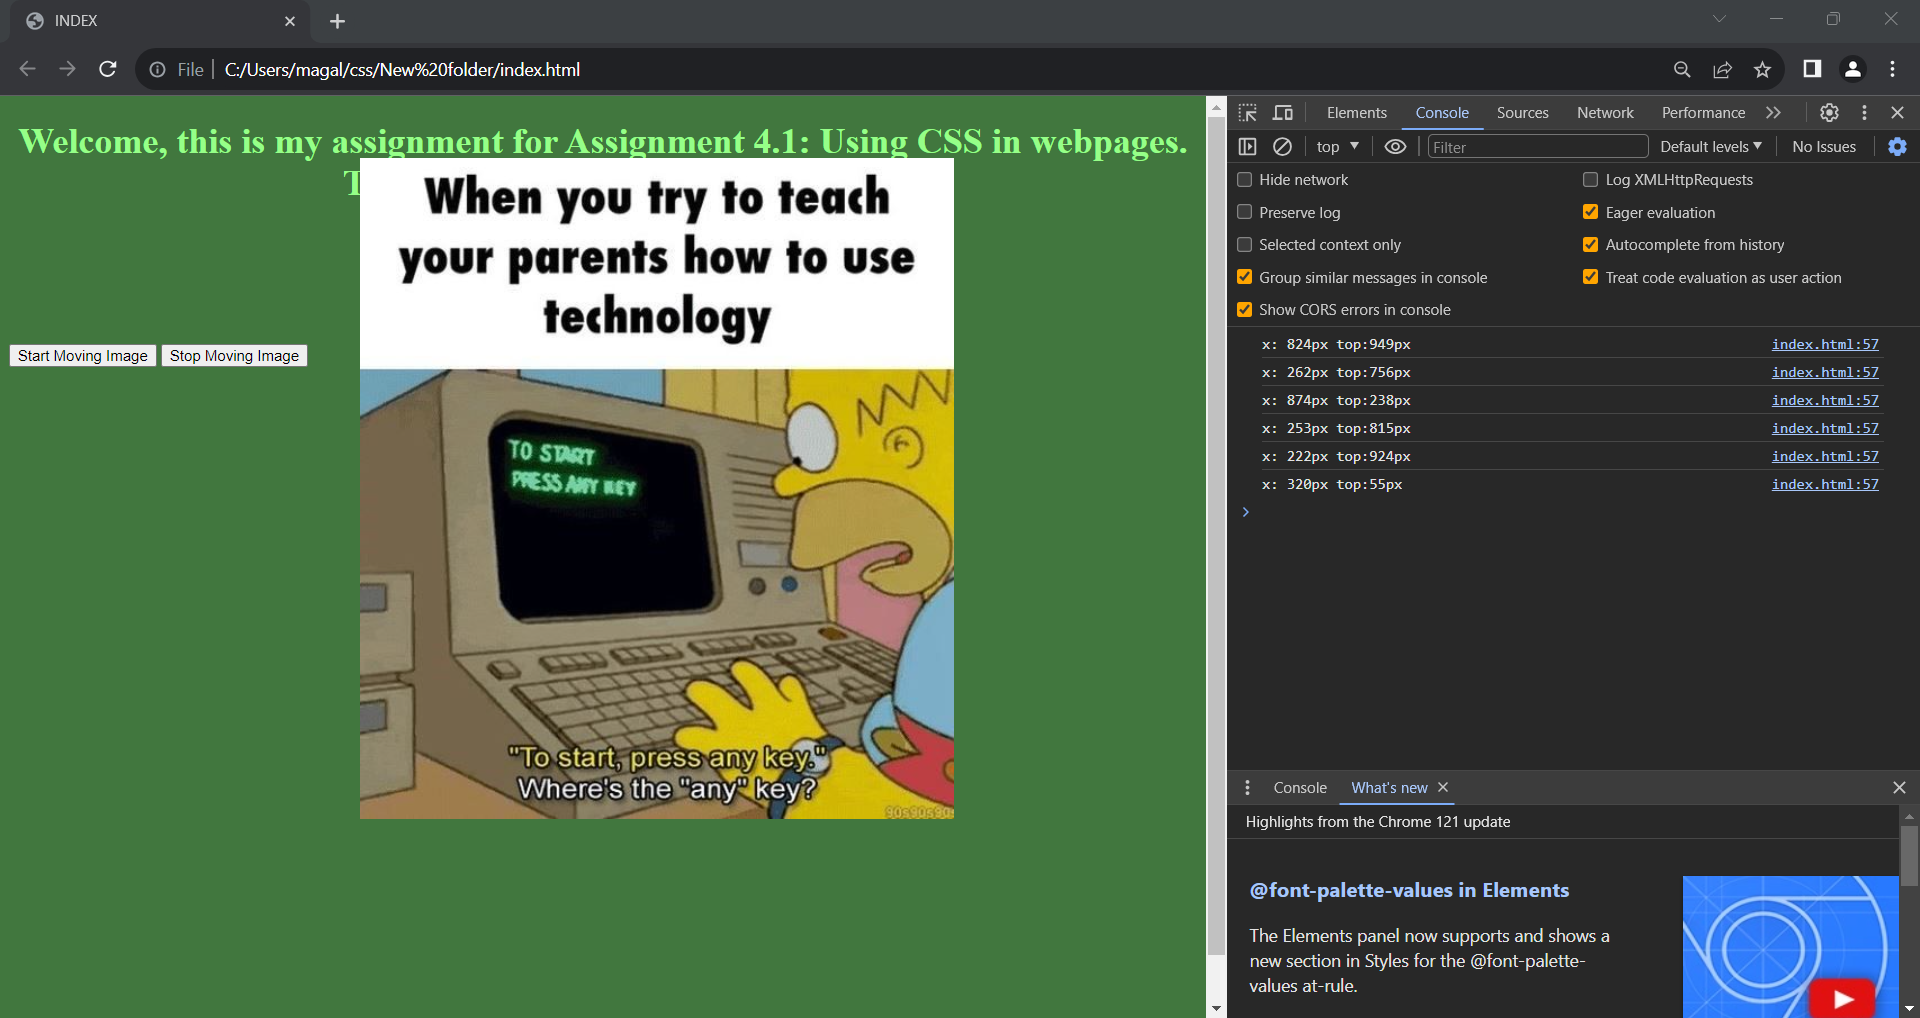 INDEX
File
C:/Users/magal/css/New%20folder/index.html
Welcome, this is my assignment for Assignment 4.1: Using CSS in webpages.
T
When you try to teach
your parents how to use
technology
Start Moving Image
Stop Moving Image
TO START
PRESS ANY KEY
"To start, press any key."
Where's the "any" key?
90s90s90s
Elements Console Sources Network Performance
top Filter Default levels No Issues
Hide network
Log XMLHttpRequests
Preserve log
Eager evaluation
Selected context only
Autocomplete from history
Group similar messages in console
Treat code evaluation as user action
Show CORS errors in console
x: 824px top:949px index.html:57
x: 262px top:756px index.html:57
x: 874px top:238px index.html:57
x: 253px top:815px index.html:57
x: 222px top:924px index.html:57
x: 320px top:55px index.html:57
Console What's new
Highlights from the Chrome 121 update
@font-palette-values in Elements
The Elements panel now supports and shows a
new section in Styles for the @font-palette-
values at-rule.